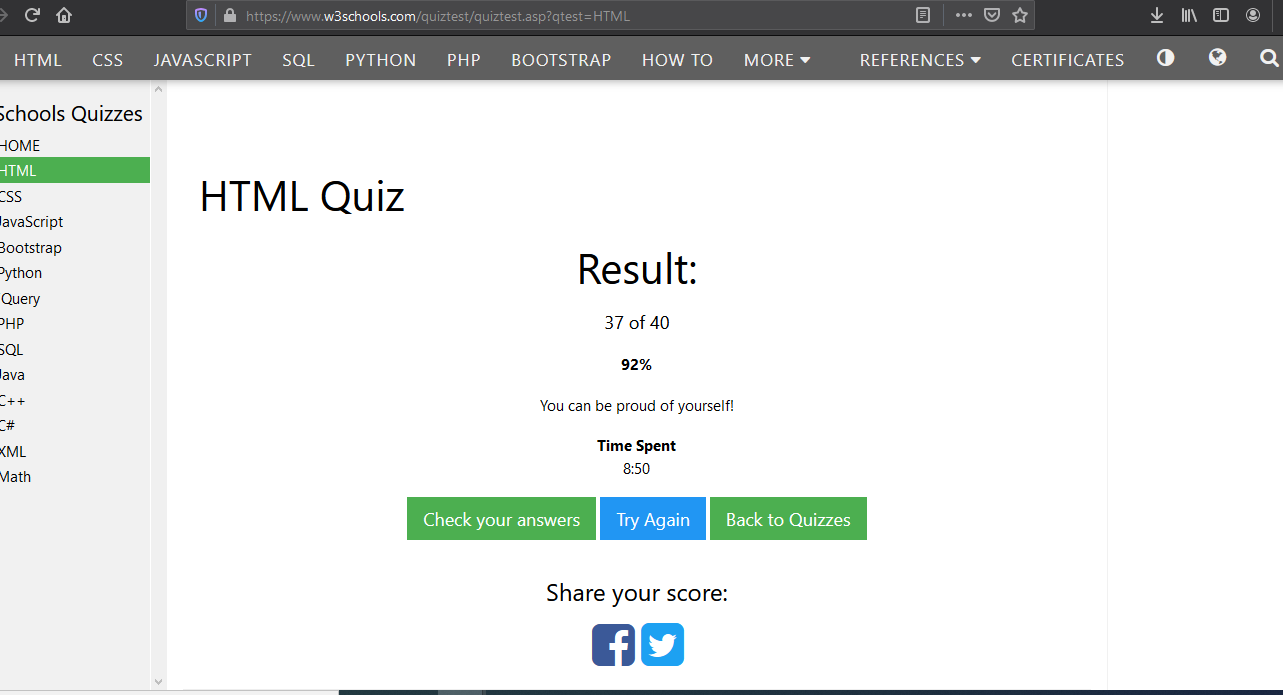 https://www.w3schools.com/quiztest/quiztest.asp?qtest=HTML
HTML CSS JAVASCRIPT SQL PYTHON PHP BOOTSTRAP HOW TO MORE REFERENCES CERTIFICATES
Schools Quizzes
HOME
HTML
CSS
JavaScript
Bootstrap
Python
jQuery
PHP
SQL
Java
C++
C#
XML
Math
HTML Quiz
Result:
37 of 40
92%
You can be proud of yourself!
Time Spent
8:50
Check your answers Try Again Back to Quizzes
Share your score: